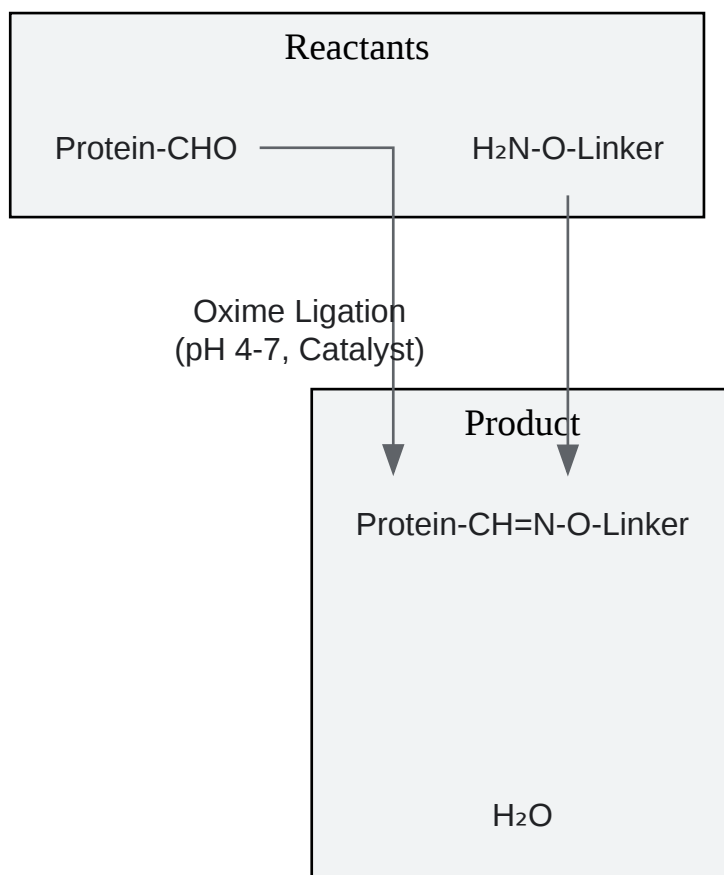 Reactants
Protein-CHO
H₂N-O-Linker
Oxime Ligation
(pH 4-7, Catalyst)
Product
Protein-CH=N-O-Linker
H₂O